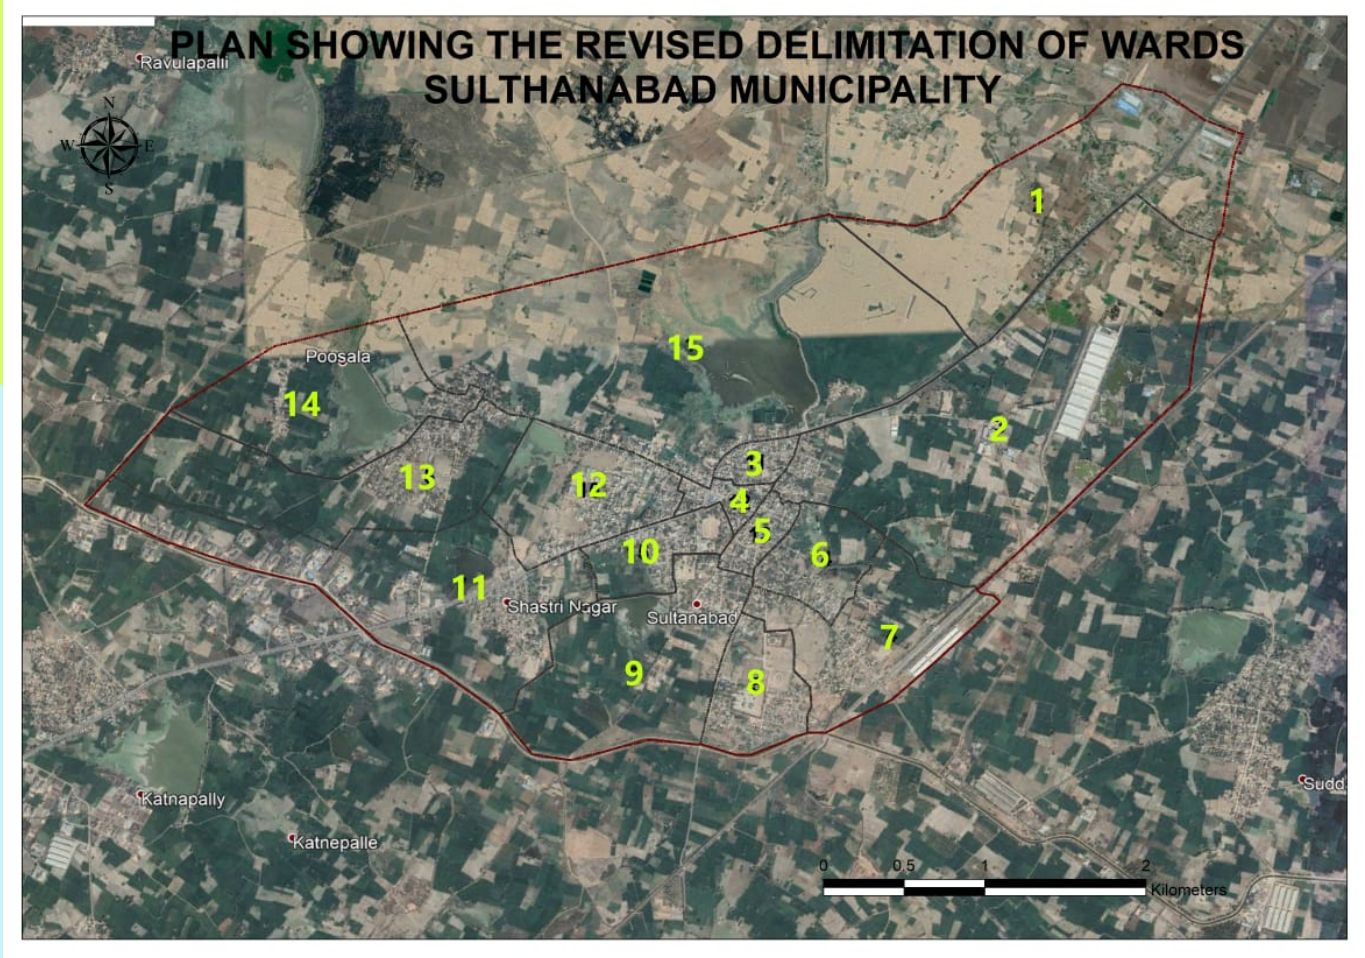 PLAN SHOWING THE REVISED DELIMITATION OF WARDS
SULTHANABAD MUNICIPALITY
Ravulapalli
N
W E
S
1
15
Poosala
14
2
3
13
12
4
5
10
6
11
Shastri Nagar
Sultanabad
7
9
8
Sudd
Katnapally
Katnepalle
0 0.5 1 2
Kilometers